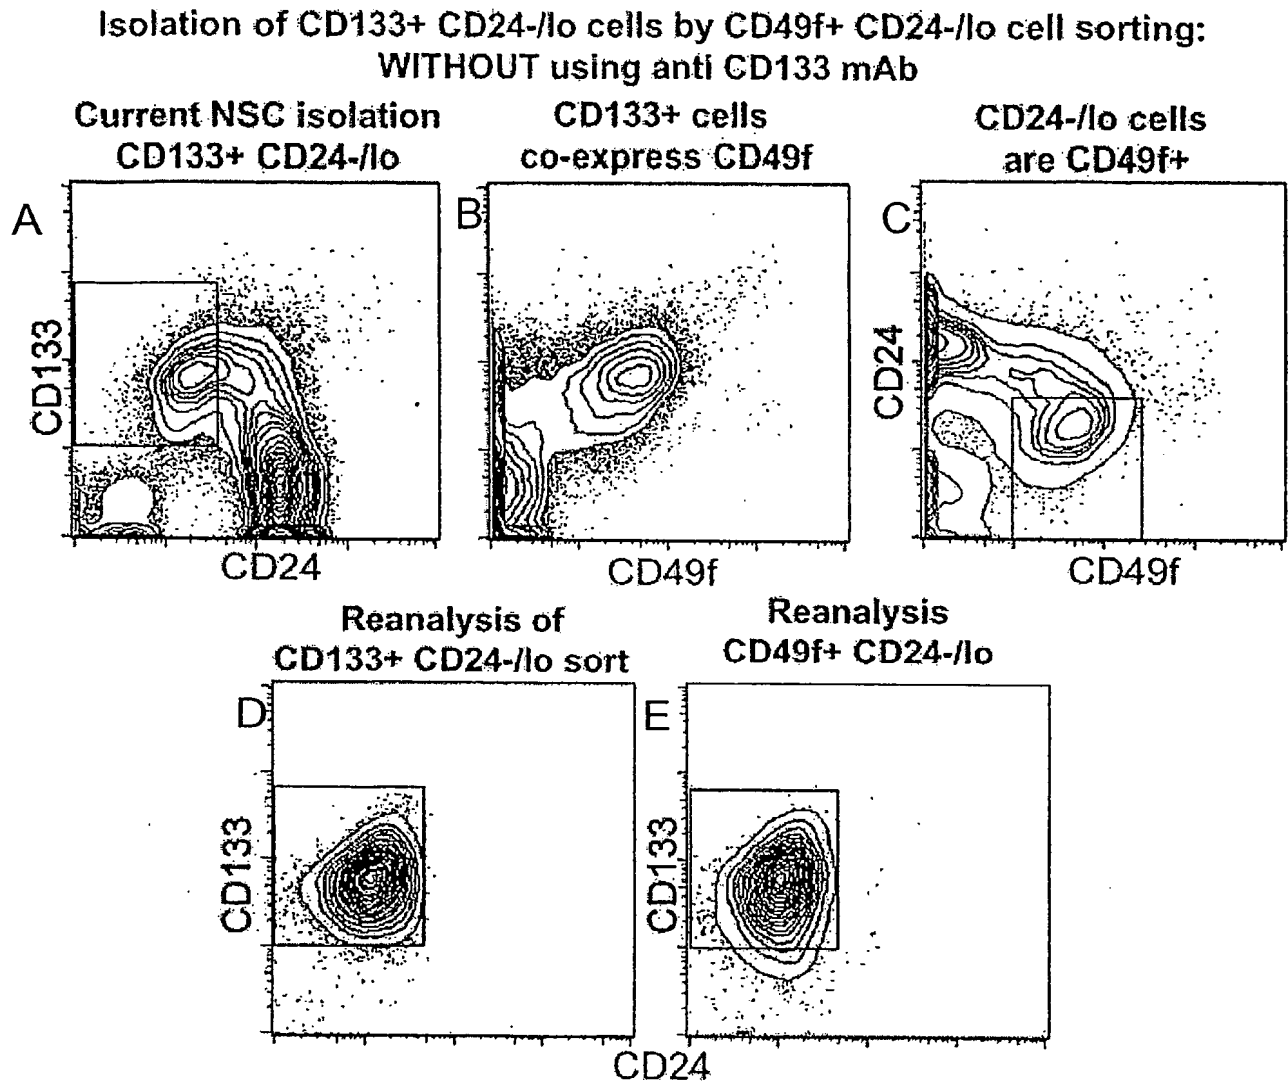 Isolation of CD133+ CD24-/lo cells by CD49f+ CD24-/lo cell sorting:
WITHOUT using anti CD133 mAb
Current NSC isolation
CD133+ CD24-/lo
CD133+ cells
co-express CD49f
CD24-/lo cells
are CD49f+
A
B
C
CD133
CD24
CD24
CD49f
CD49f
Reanalysis of
CD133+ CD24-/lo sort
Reanalysis
CD49f+ CD24-/lo
D
E
CD133
CD133
CD24